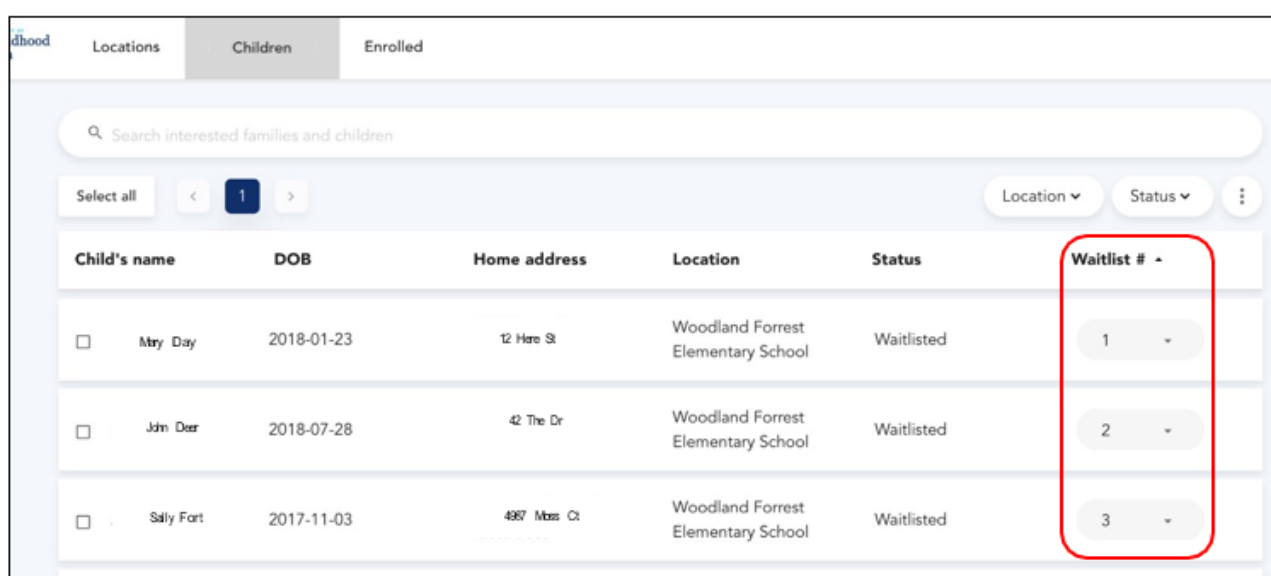 dhood
Locations Children Enrolled
Search interested families and children
Select all < 1 > Location Status
Child's name DOB Home address Location Status Waitlist #
Mary Day 2018-01-23 12 Here St Woodland Forrest Elementary School Waitlisted 1
John Deer 2018-07-28 42 The Dr Woodland Forrest Elementary School Waitlisted 2
Sally Fort 2017-11-03 4967 Moss Ct Woodland Forrest Elementary School Waitlisted 3